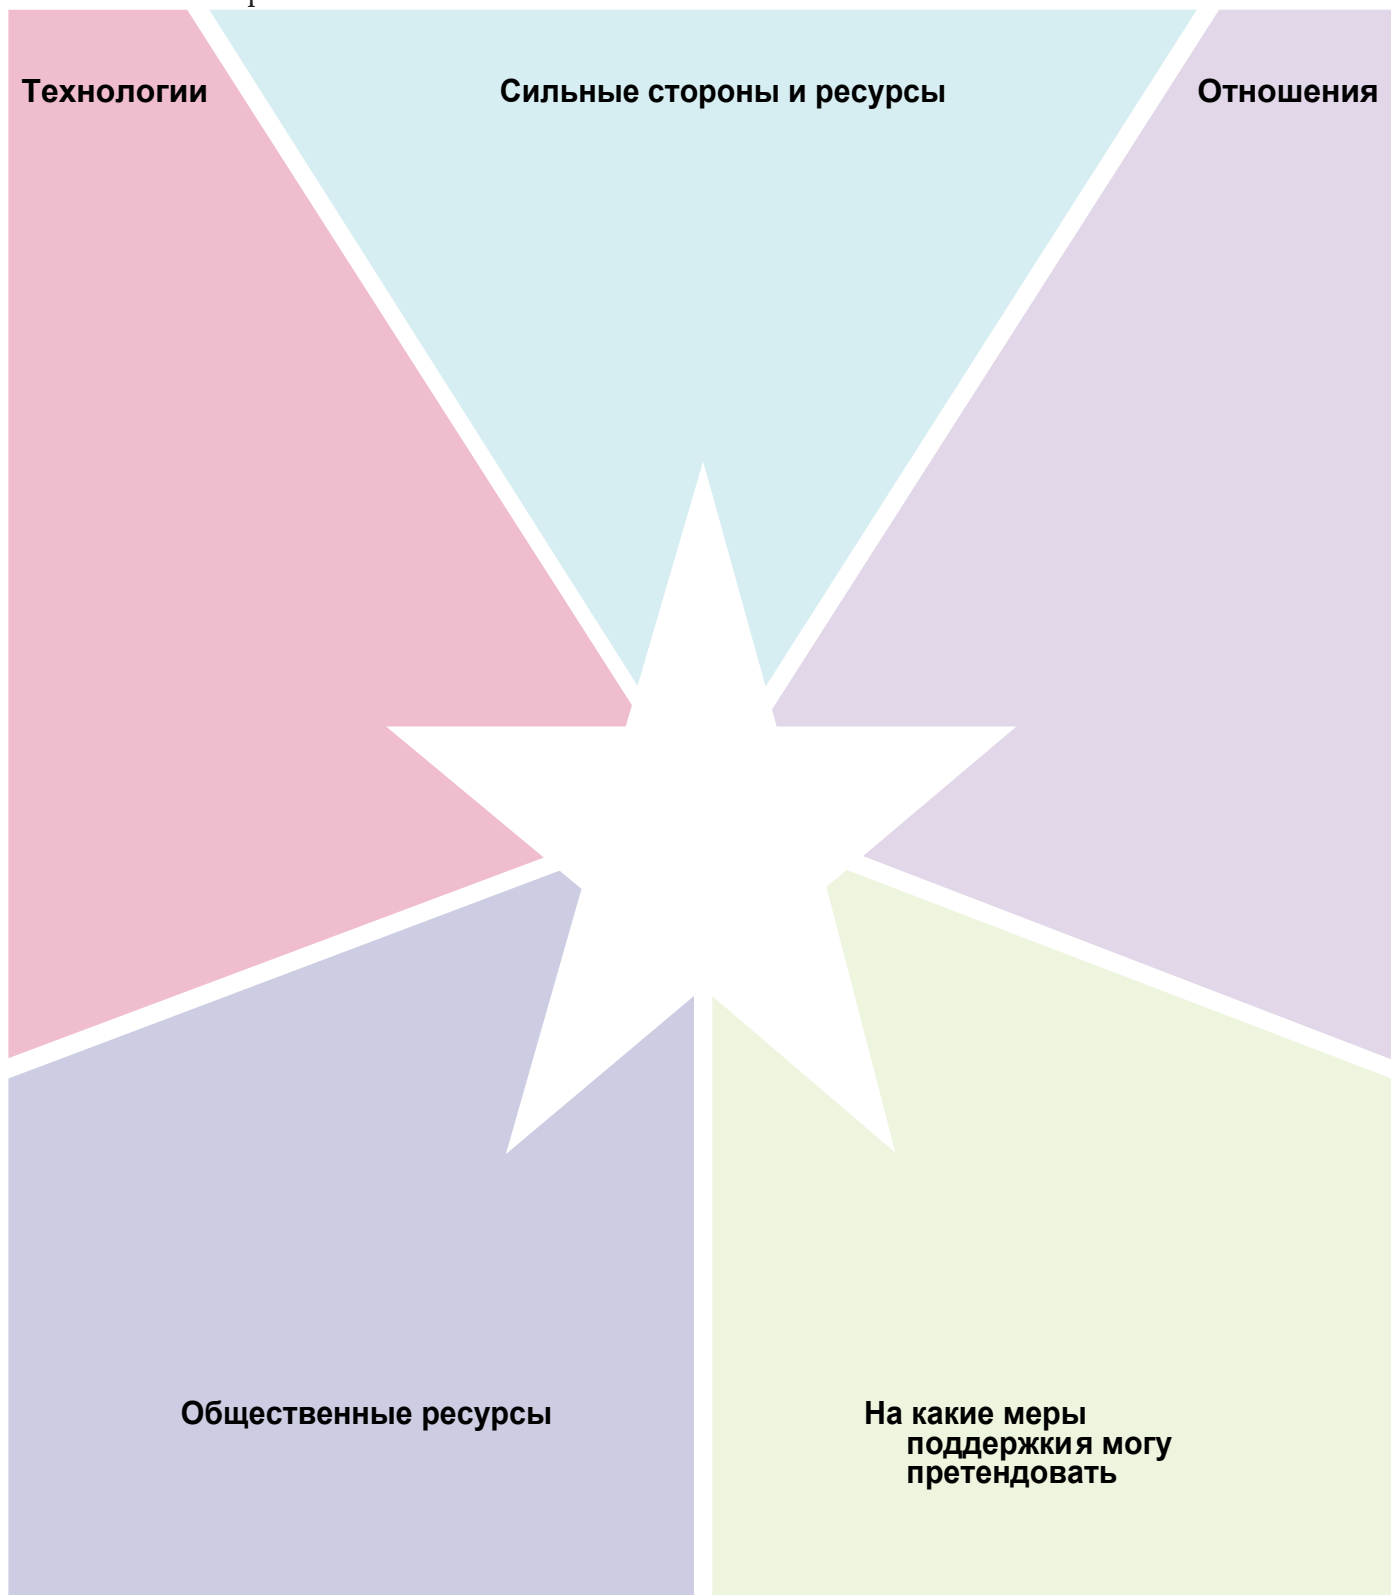 Технологии
Сильные стороны и ресурсы
Отношения
Общественные ресурсы
На какие меры
поддержкия могу
претендовать